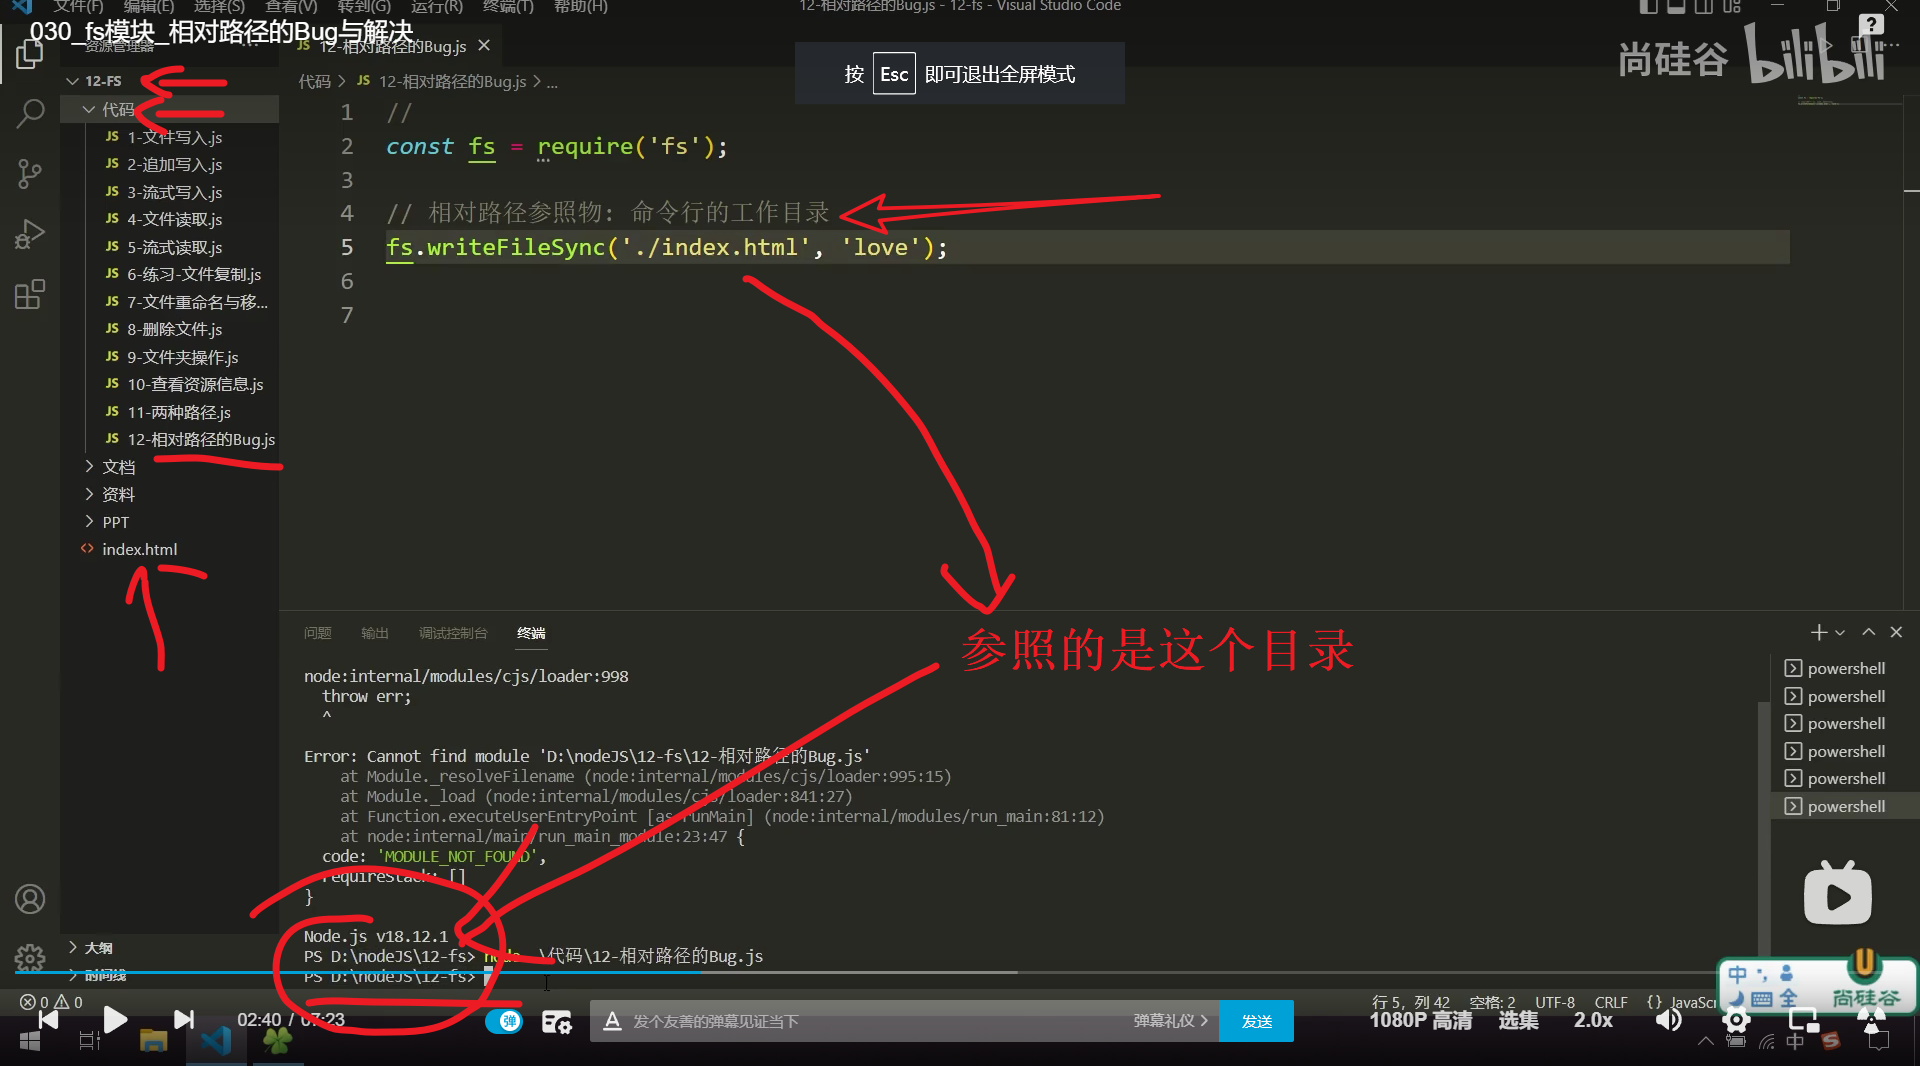 文件(F) 编辑(E) 选择(S) 查看(V) 转到(G) 运行(R) 终端(T) 帮助(H)
12-相对路径的Bug.js - 12-fs - Visual Studio Code
030_fs模块_相对路径的Bug与解决
资源管理器
JS 12-相对路径的Bug.js
按 Esc 即可退出全屏模式
尚硅谷 bilibili
12-FS
代码
JS 1-文件写入.js
JS 2-追加写入.js
JS 3-流式写入.js
JS 4-文件读取.js
JS 5-流式读取.js
JS 6-练习-文件复制.js
JS 7-文件重命名与移...
JS 8-删除文件.js
JS 9-文件夹操作.js
JS 10-查看资源信息.js
JS 11-两种路径.js
JS 12-相对路径的Bug.js
文档
资料
PPT
index.html
大纲
时间线
代码 > JS 12-相对路径的Bug.js > ...
1 //
2 const fs = require('fs');
3
4 // 相对路径参照物: 命令行的工作目录
5 fs.writeFileSync('./index.html', 'love');
6
7
参照的是这个目录
问题 输出 调试控制台 终端
node:internal/modules/cjs/loader:998
throw err;
^
Error: Cannot find module 'D:\nodeJS\12-fs\12-相对路径的Bug.js'
at Module._resolveFilename (node:internal/modules/cjs/loader:995:15)
at Module._load (node:internal/modules/cjs/loader:841:27)
at Function.executeUserEntryPoint [as runMain] (node:internal/modules/run_main:81:12)
at node:internal/main/run_main_module:23:47 {
code: 'MODULE_NOT_FOUND',
requireStack: []
}
Node.js v18.12.1
PS D:\nodeJS\12-fs> node .\代码\12-相对路径的Bug.js
PS D:\nodeJS\12-fs>
powershell
powershell
powershell
powershell
powershell
powershell
0 0
行 5，列 42 空格: 2 UTF-8 CRLF {}
中 全 尚硅谷
02:40 / 07:23
弹
发个友善的弹幕见证当下
弹幕礼仪 >
发送
1080P 高清 选集 2.0x
中